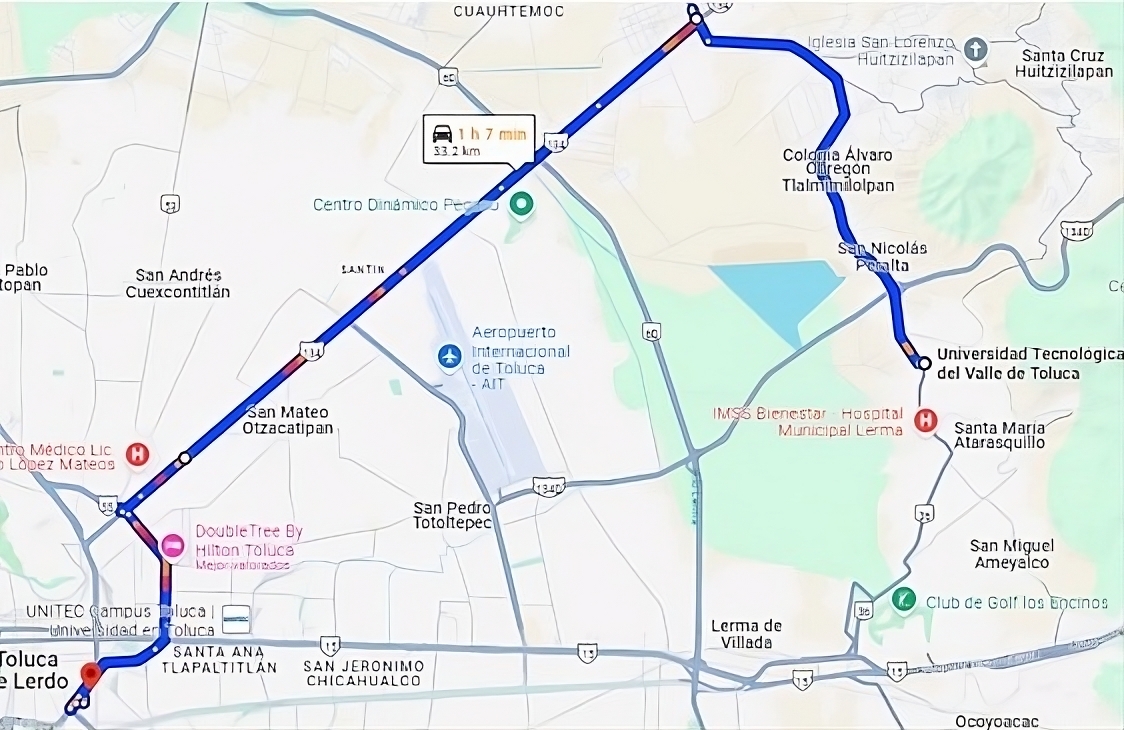 CUAUHTEMOC
Iglesia San Lorenzo
Huitzizilapan
Santa Cruz
Huitzizilapan
60
1 h 7 min
33.2 km
134
Colonia Álvaro
Obregón
Tlalmimilolpan
Centro Dinámico
134D
San Nicolás
Peralta
Pablo
topan
San Andrés
Cuexcontitlán
SANTIN
60
Aeropuerto
Internacional
de Toluca
- AIT
134
Universidad Tecnológica
del Valle de Toluca
San Mateo
Otzacatipan
IMSS Bienestar - Hospital
Municipal Lerma
H
Santa María
Atarasquillo
ntro Médico Lic
López Mateos
H
134D
San Pedro
Totoltepec
DoubleTree By
Hilton Toluca
Mejor valorados
San Miguel
Ameyalco
UNITEC Campus Toluca |
Universidad en Toluca
Club de Golf los Encinos
Lerma de
Villada
15
15
15
15
SANTA ANA
TLAPALTITLÁN
SAN JERONIMO
CHICAHUALCO
Toluca
e Lerdo
Ocoyoacac